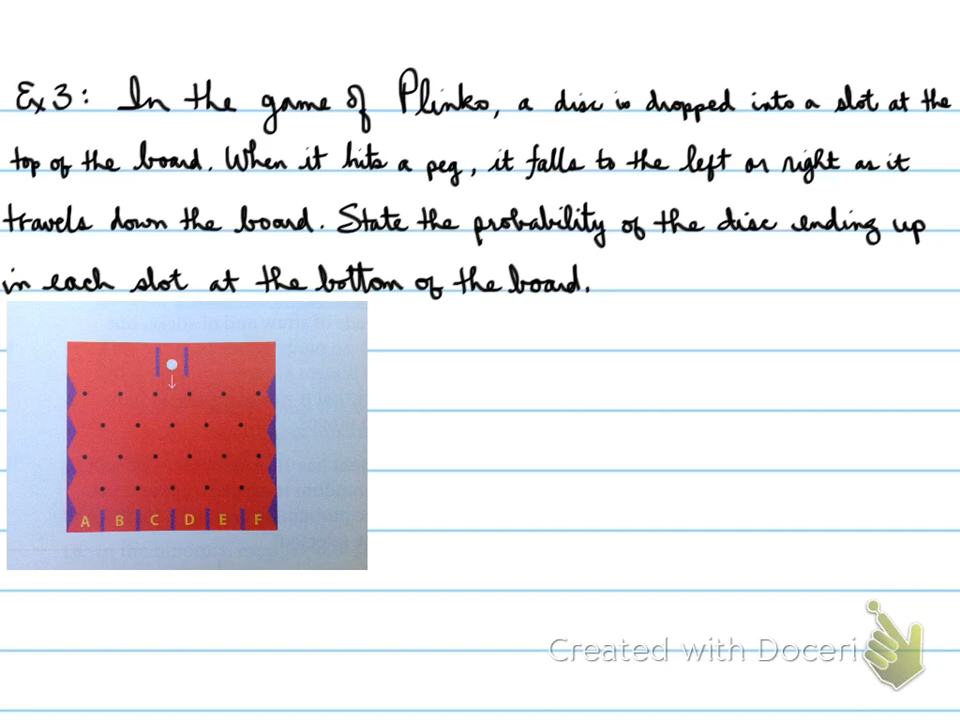 Ex 3: In the game of Plinko, a disc is dropped into a slot at the
top of the board. When it hits a peg, it falls to the left or right as it
travels down the board. State the probability of the disc ending up
in each slot at the bottom of the board.
A B C D E F
Created with Doceri